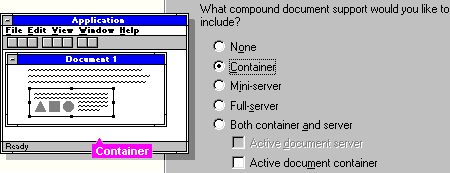 Application
File Edit View Window Help
Document 1
Ready
Container
What compound document support would you like to
include?
None
Container
Mini-server
Full-server
Both container and server
Active document server
Active document container